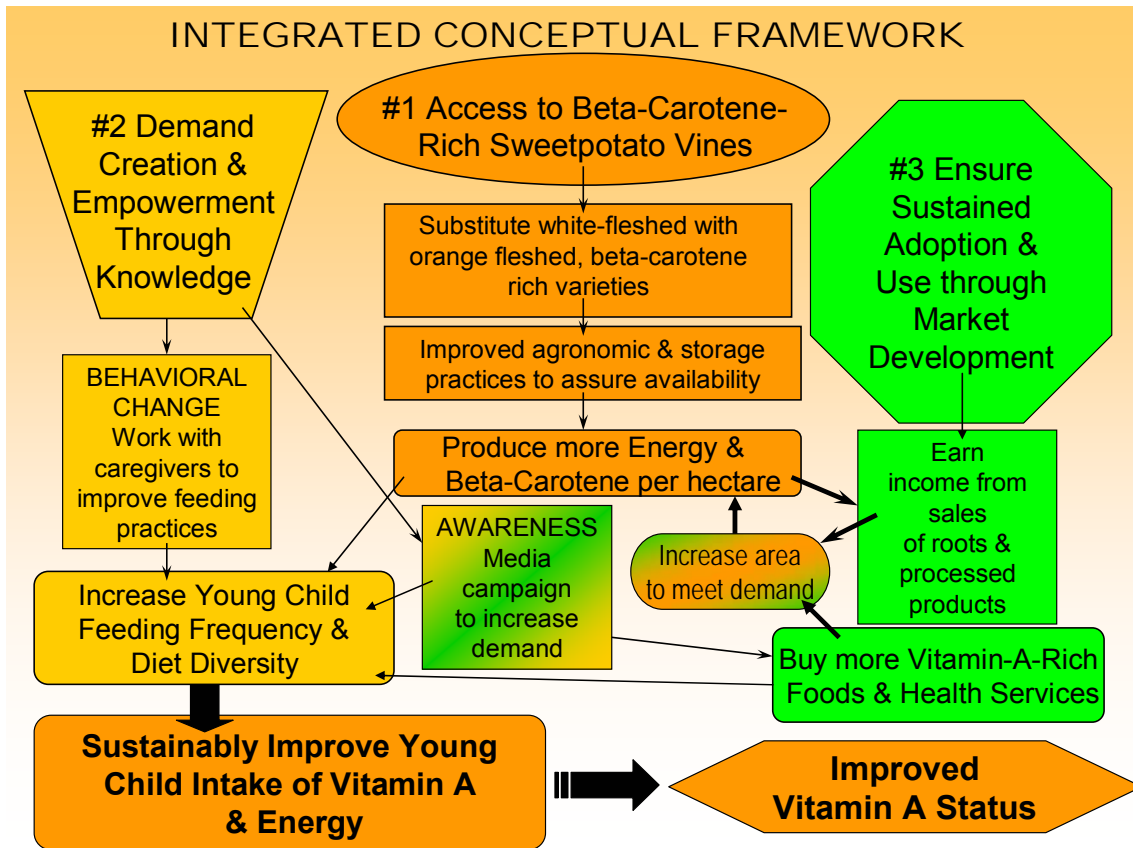 INTEGRATED CONCEPTUAL FRAMEWORK
#2 Demand
Creation &
Empowerment
Through
Knowledge
#1 Access to Beta-Carotene-
Rich Sweetpotato Vines
#3 Ensure
Sustained
Adoption &
Use through
Market
Development
Substitute white-fleshed with
orange fleshed, beta-carotene
rich varieties
Improved agronomic & storage
practices to assure availability
BEHAVIORAL
CHANGE
Work with
caregivers to
improve feeding
practices
Produce more Energy &
Beta-Carotene per hectare
Earn
income from
sales
of roots &
processed
products
AWARENESS
Media
campaign
to increase
demand
Increase area
to meet demand
Increase Young Child
Feeding Frequency &
Diet Diversity
Buy more Vitamin-A-Rich
Foods & Health Services
Sustainably Improve Young
Child Intake of Vitamin A
& Energy
Improved
Vitamin A Status